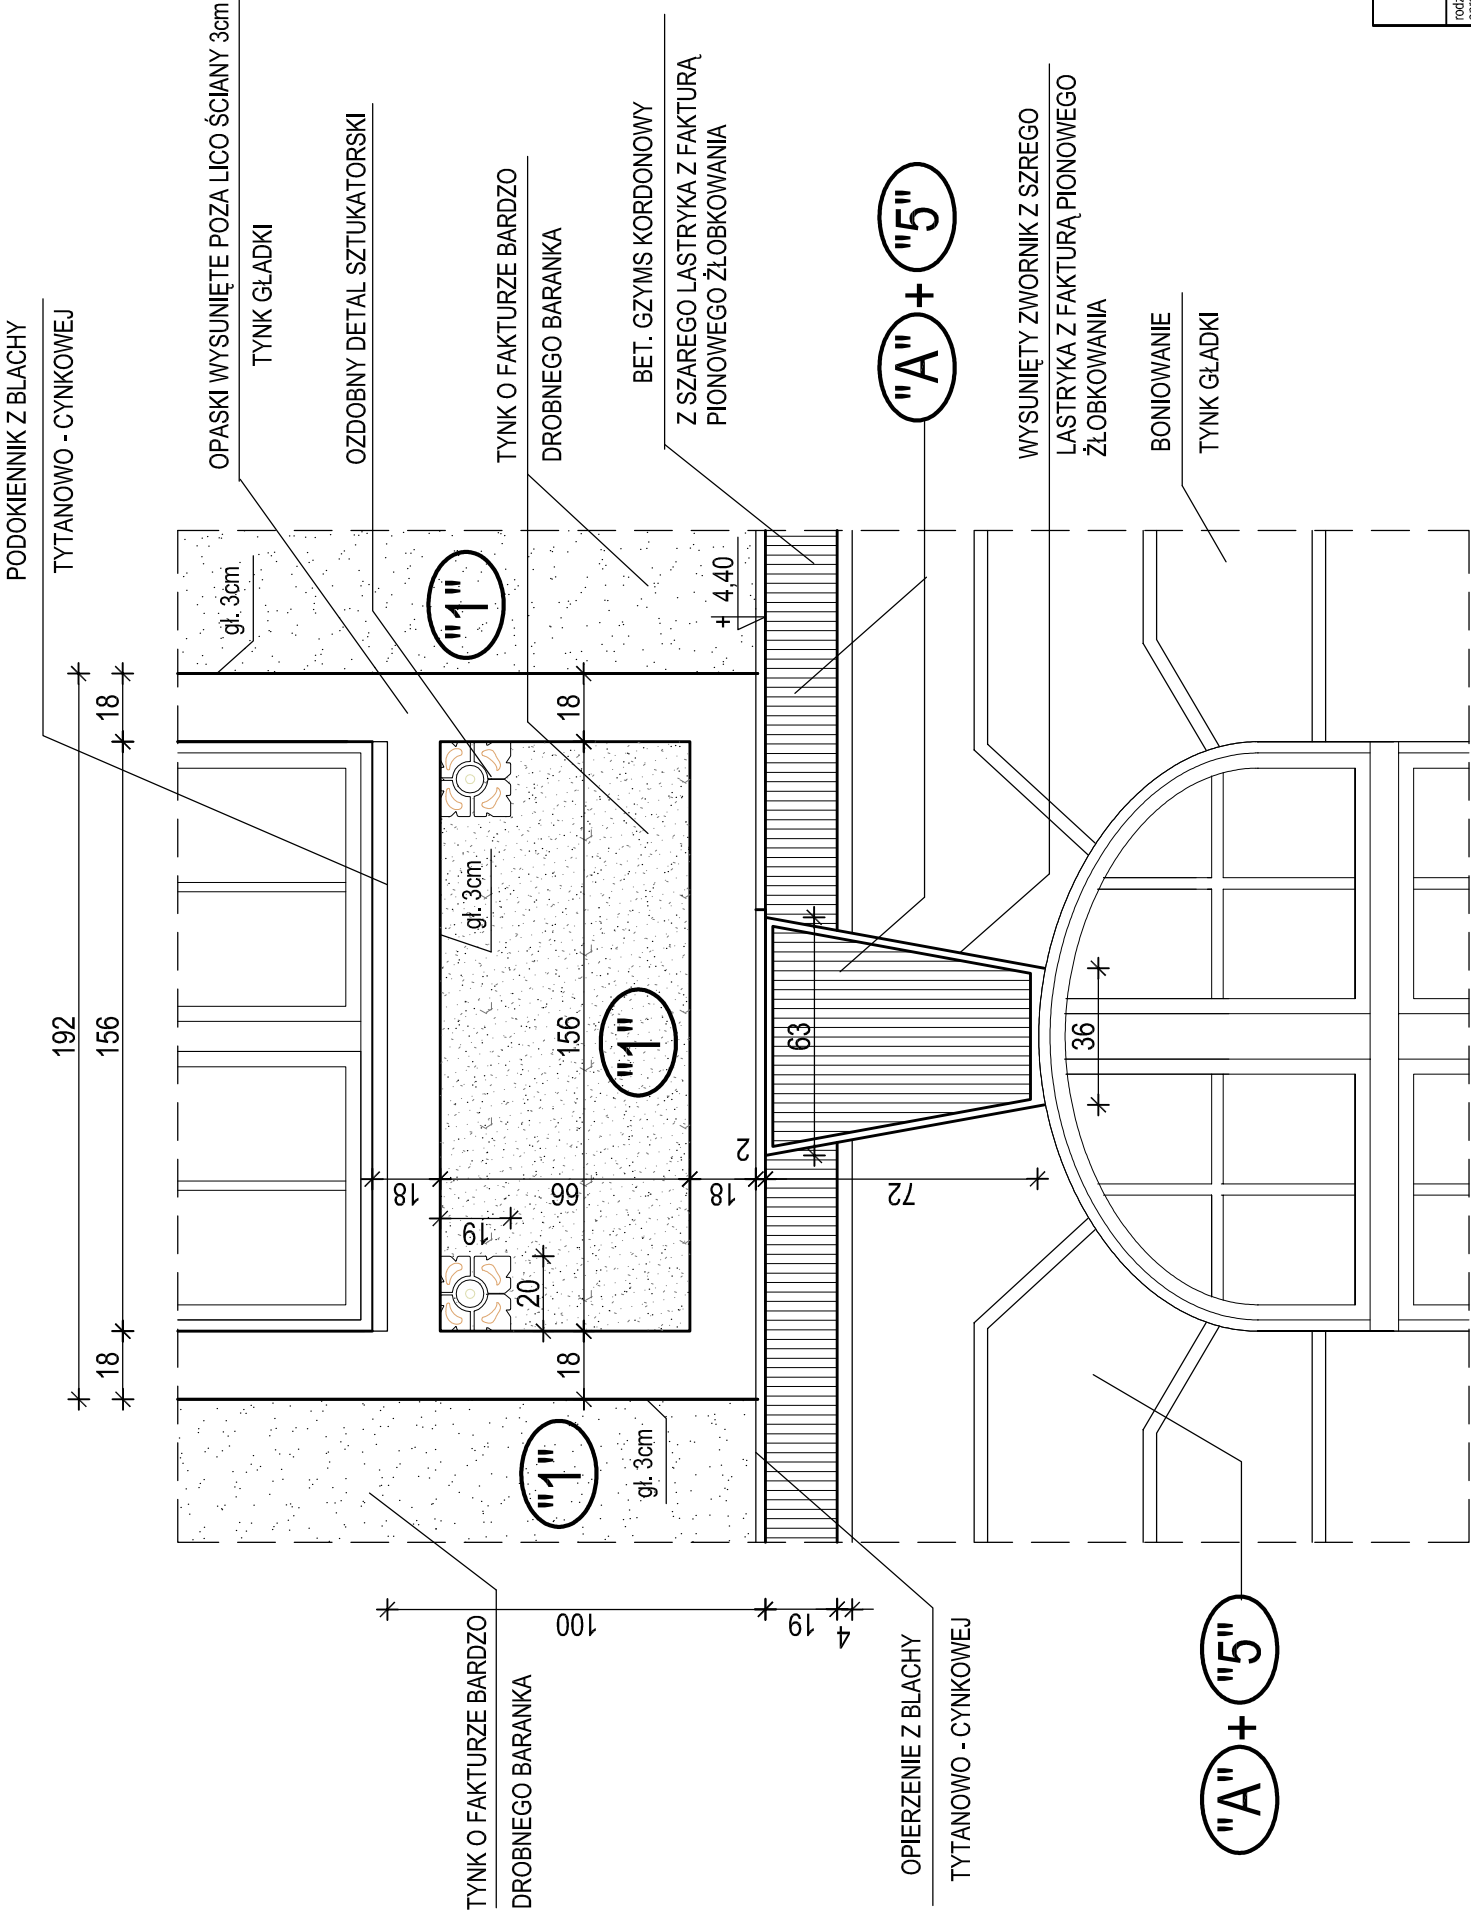 PODOKIENNIK Z BLACHY
TYTANOWO - CYNKOWEJ
OPASKI WYSUNIĘTE POZA LICO ŚCIANY 3cm
TYNK GŁADKI
OZDOBNY DETAL SZTUKATORSKI
TYNK O FAKTURZE BARDZO
DROBNEGO BARANKA
BET. GZYMS KORDONOWY
Z SZAREGO LASTRYKA Z FAKTURĄ
PIONOWEGO ŻŁOBKOWANIA
"A" + "5"
WYSUNIĘTY ZWORNIK Z SZREGO
LASTRYKA Z FAKTURĄ PIONOWEGO
ŻŁOBKOWANIA
BONIOWANIE
TYNK GŁADKI
192
18
156
18
gł. 3cm
"1"
+ 4,40
18
gł. 3cm
156
"1"
18
66
18
2
19
20
18
63
72
36
"1"
gł. 3cm
100
19
4
TYNK O FAKTURZE BARDZO
DROBNEGO BARANKA
OPIERZENIE Z BLACHY
TYTANOWO - CYNKOWEJ
"A" + "5"